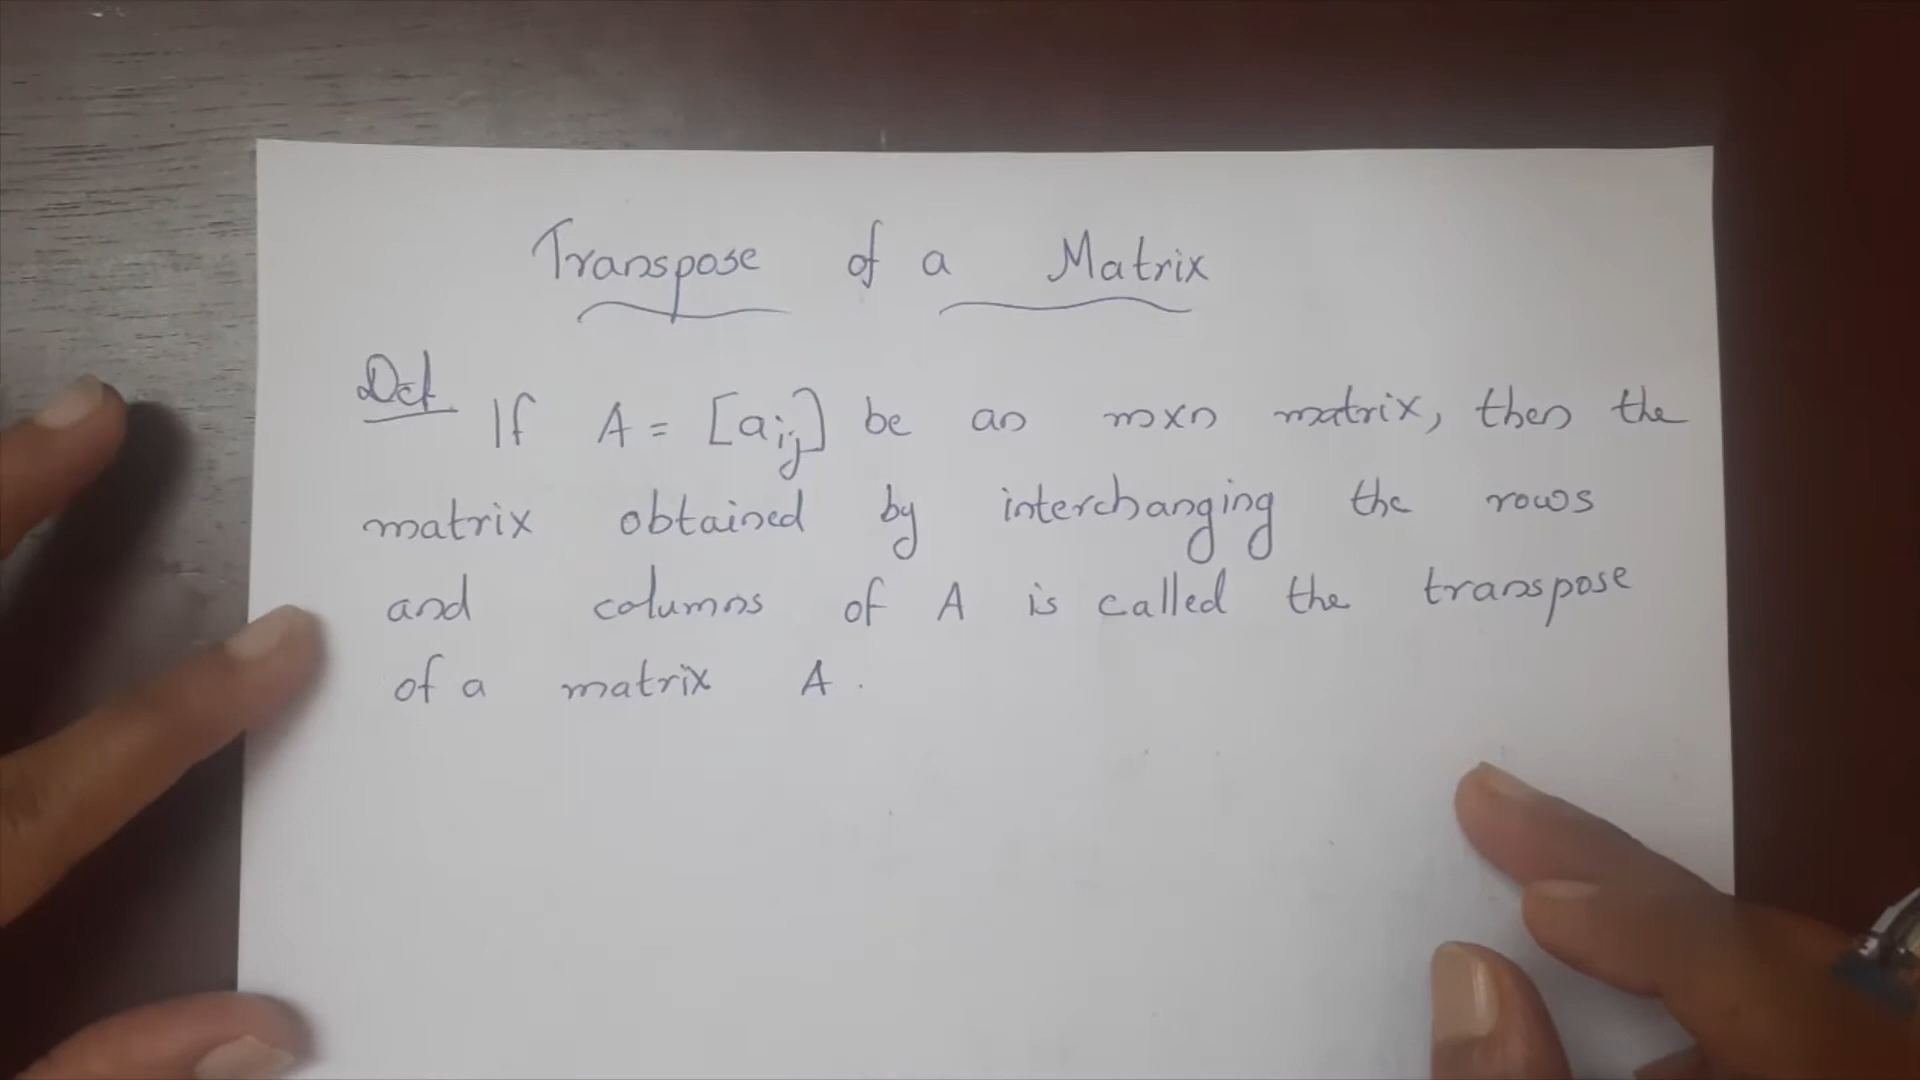 Transpose of a Matrix
Def
If A = [aij] be an mxn matrix, then the
matrix obtained by interchanging the rows
and columns of A is called the transpose
of a matrix A.